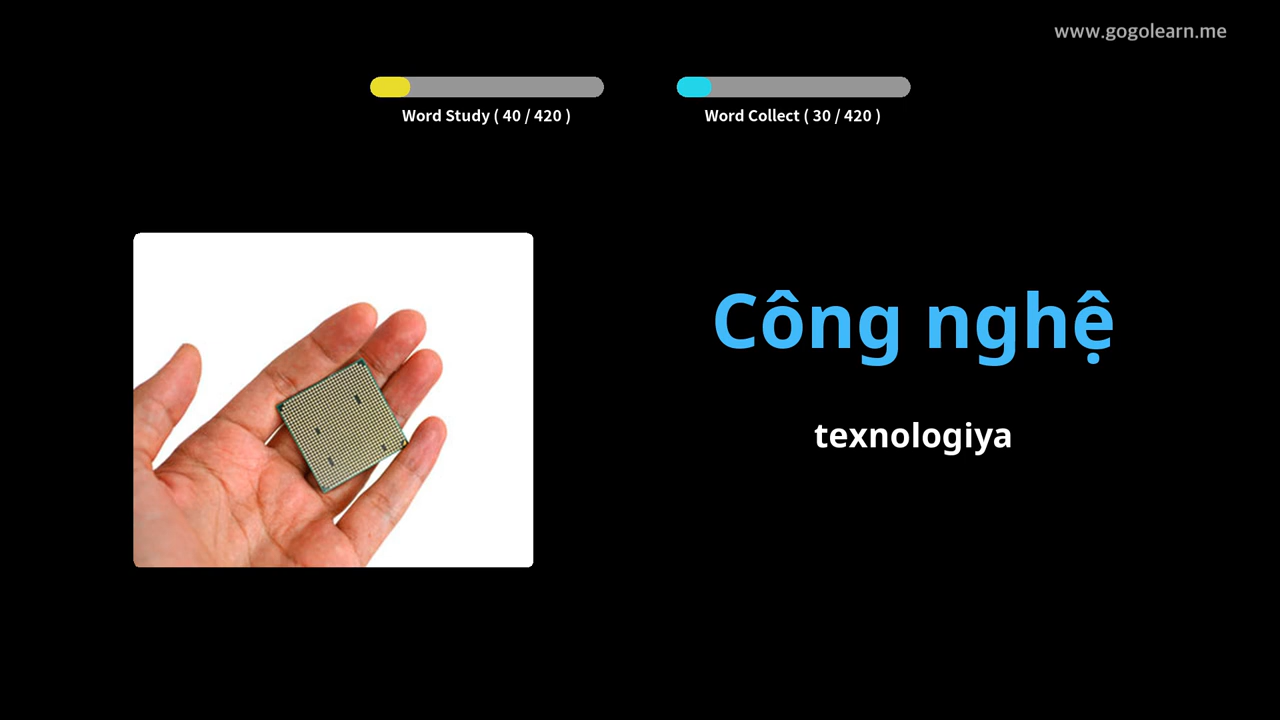 www.gogolearn.me
Word Study ( 40 / 420 )
Word Collect ( 30 / 420 )
Công nghệ
texnologiya